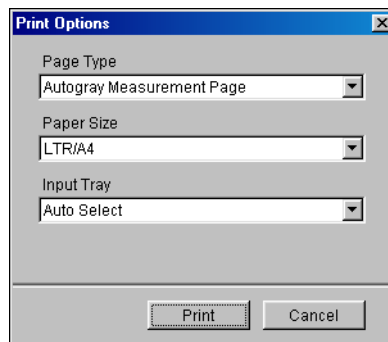 Print Options
Page Type
Autogray Measurement Page
Paper Size
LTR/A4
Input Tray
Auto Select
Print Cancel